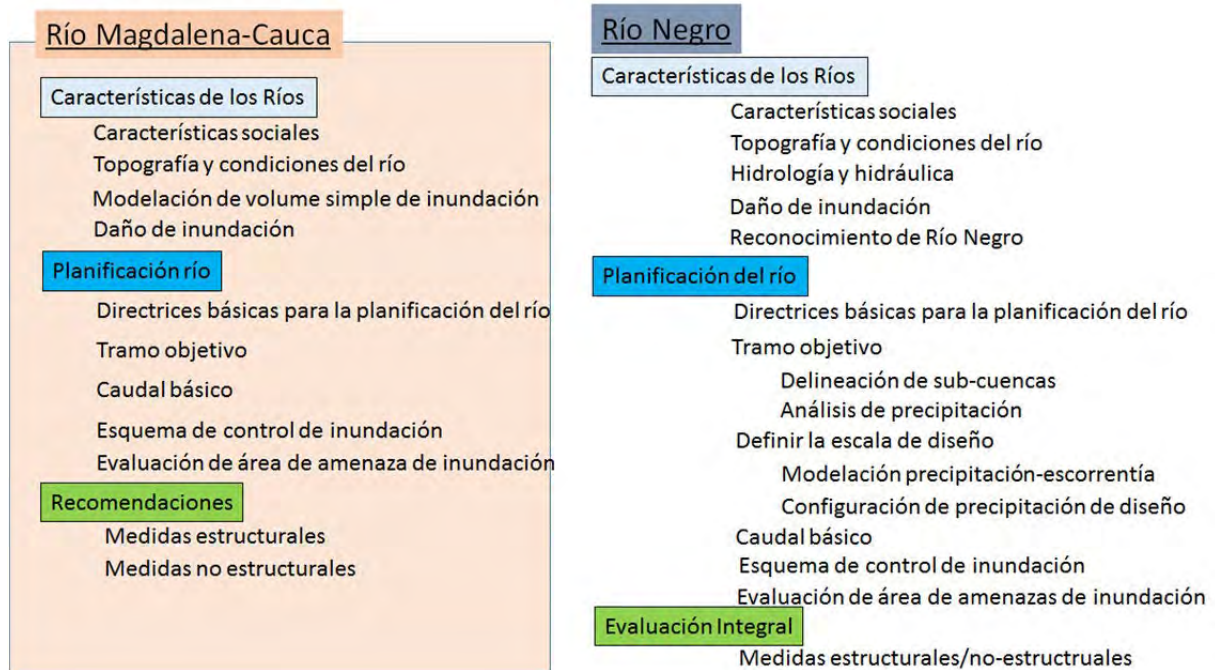 Río Magdalena-Cauca
Características de los Ríos
Características sociales
Topografía y condiciones del río
Modelación de volume simple de inundación
Daño de inundación
Planificación río
Directrices básicas para la planificación del río
Tramo objetivo
Caudal básico
Esquema de control de inundación
Evaluación de área de amenaza de inundación
Recomendaciones
Medidas estructurales
Medidas no estructurales
Río Negro
Características de los Ríos
Características sociales
Topografía y condiciones del río
Hidrología y hidráulica
Daño de inundación
Reconocimiento de Río Negro
Planificación del río
Directrices básicas para la planificación del río
Tramo objetivo
Delineación de sub-cuencas
Análisis de precipitación
Definir la escala de diseño
Modelación precipitación-escorrentía
Configuración de precipitación de diseño
Caudal básico
Esquema de control de inundación
Evaluación de área de amenazas de inundación
Evaluación Integral
Medidas estructurales/no-estructruales